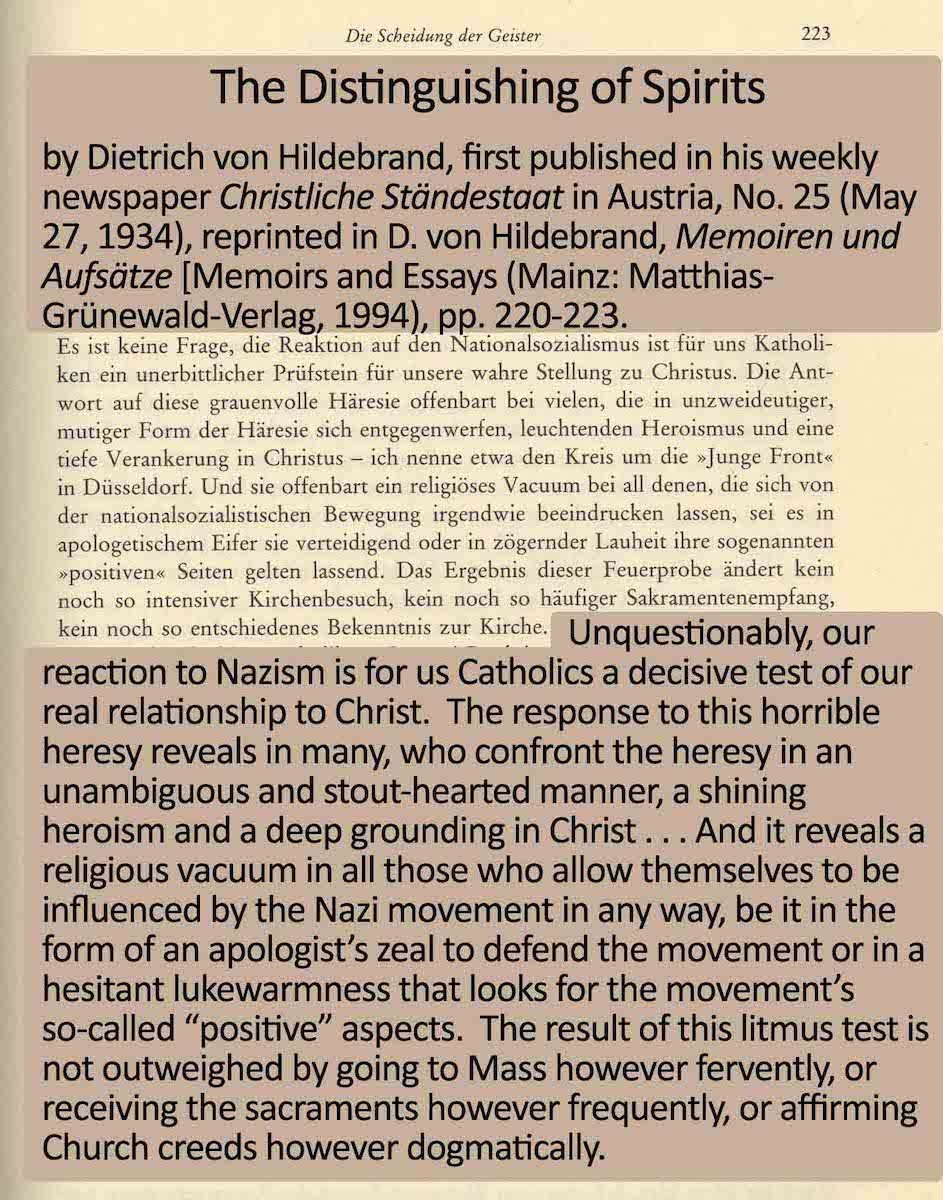 Die Scheidung der Geister 223
The Distinguishing of Spirits
by Dietrich von Hildebrand, first published in his weekly
newspaper Christliche Ständestaat in Austria, No. 25 (May
27, 1934), reprinted in D. von Hildebrand, Memoiren und
Aufsätze [Memoirs and Essays (Mainz: Matthias-
Grünewald-Verlag, 1994), pp. 220-223.
Es ist keine Frage, die Reaktion auf den Nationalsozialismus ist für uns Katholi-
ken ein unerbittlicher Prüfstein für unsere wahre Stellung zu Christus. Die Ant-
wort auf diese grauenvolle Häresie offenbart bei vielen, die in unzweideutiger,
mutiger Form der Häresie sich entgegenwerfen, leuchtenden Heroismus und eine
tiefe Verankerung in Christus – ich nenne etwa den Kreis um die »Junge Front«
in Düsseldorf. Und sie offenbart ein religiöses Vacuum bei all denen, die sich von
der nationalsozialistischen Bewegung irgendwie beeindrucken lassen, sei es in
apologetischem Eifer sie verteidigend oder in zögernder Lauheit ihre sogenannten
»positiven« Seiten gelten lassend. Das Ergebnis dieser Feuerprobe ändert kein
noch so intensiver Kirchenbesuch, kein noch so häufiger Sakramentenempfang,
kein noch so entschiedenes Bekenntnis zur Kirche.
Unquestionably, our
reaction to Nazism is for us Catholics a decisive test of our
real relationship to Christ. The response to this horrible
heresy reveals in many, who confront the heresy in an
unambiguous and stout-hearted manner, a shining
heroism and a deep grounding in Christ . . . And it reveals a
religious vacuum in all those who allow themselves to be
influenced by the Nazi movement in any way, be it in the
form of an apologist's zeal to defend the movement or in a
hesitant lukewarmness that looks for the movement's
so-called “positive” aspects. The result of this litmus test is
not outweighed by going to Mass however fervently, or
receiving the sacraments however frequently, or affirming
Church creeds however dogmatically.